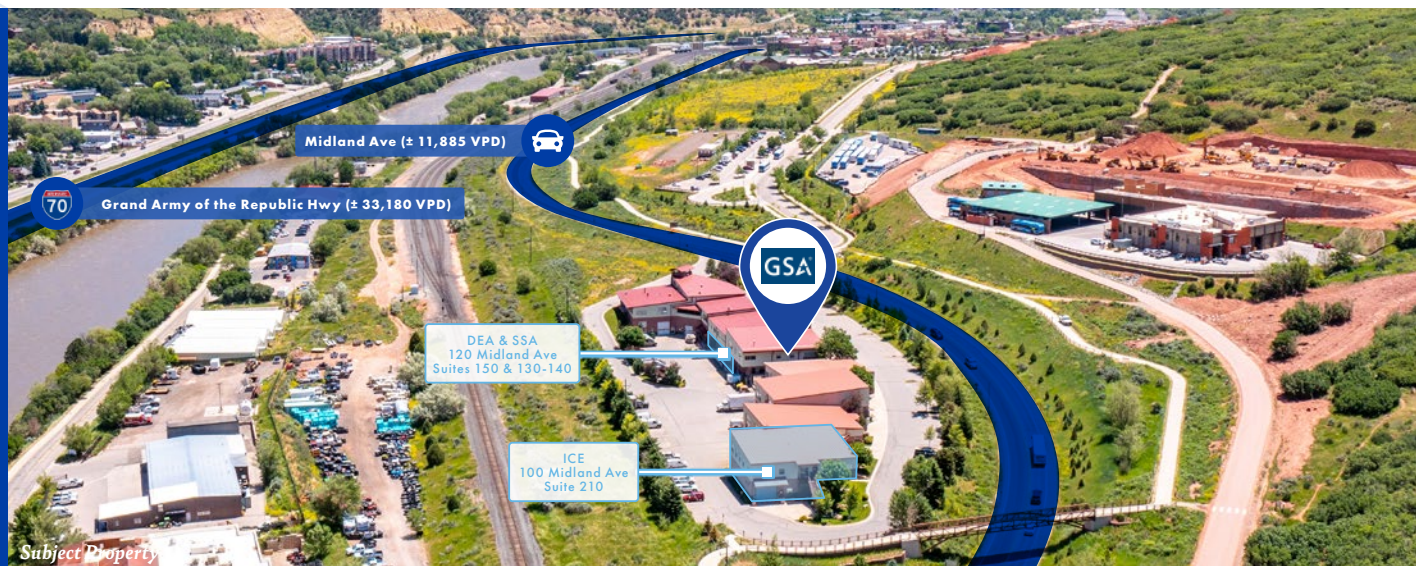 Midland Ave (± 11,885 VPD)
70
Grand Army of the Republic Hwy (± 33,180 VPD)
GSA
DEA & SSA
120 Midland Ave
Suites 150 & 130-140
ICE
100 Midland Ave
Suite 210
Subject Property